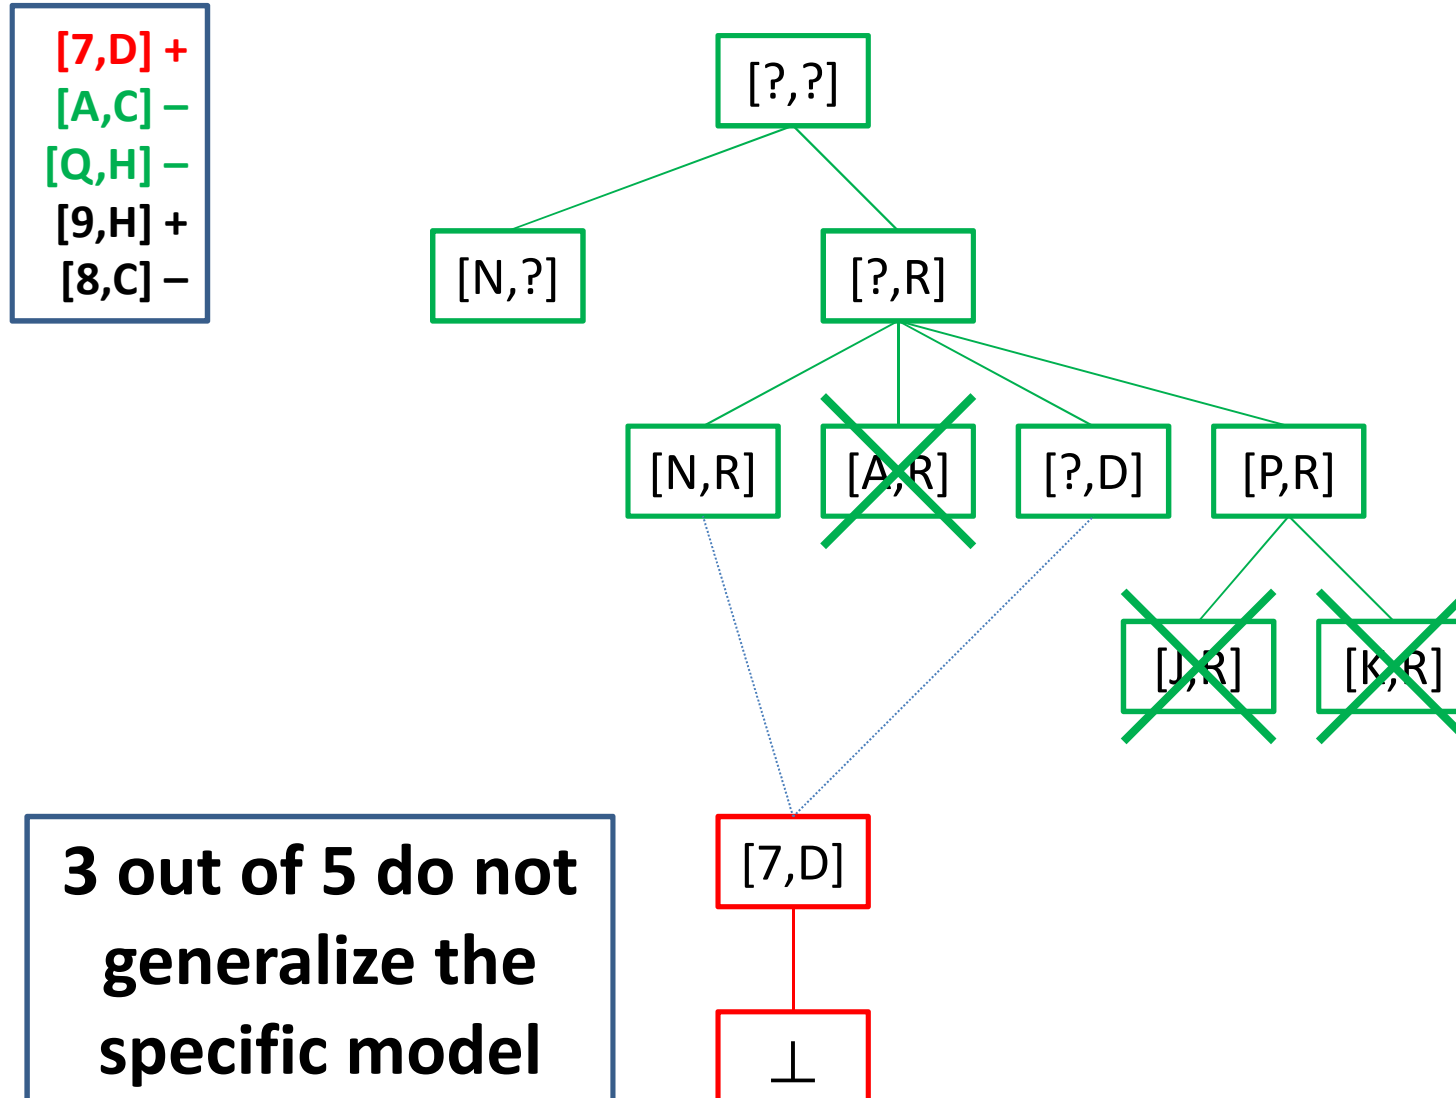 [7,D] +
[A,C] –
[Q,H] –
[9,H] +
[8,C] –
[?,?]
[N,?]
[?,R]
[N,R]
[A,R]
[?,D]
[P,R]
[J,R]
[K,R]
[7,D]
⊥
3 out of 5 do not
generalize the
specific model